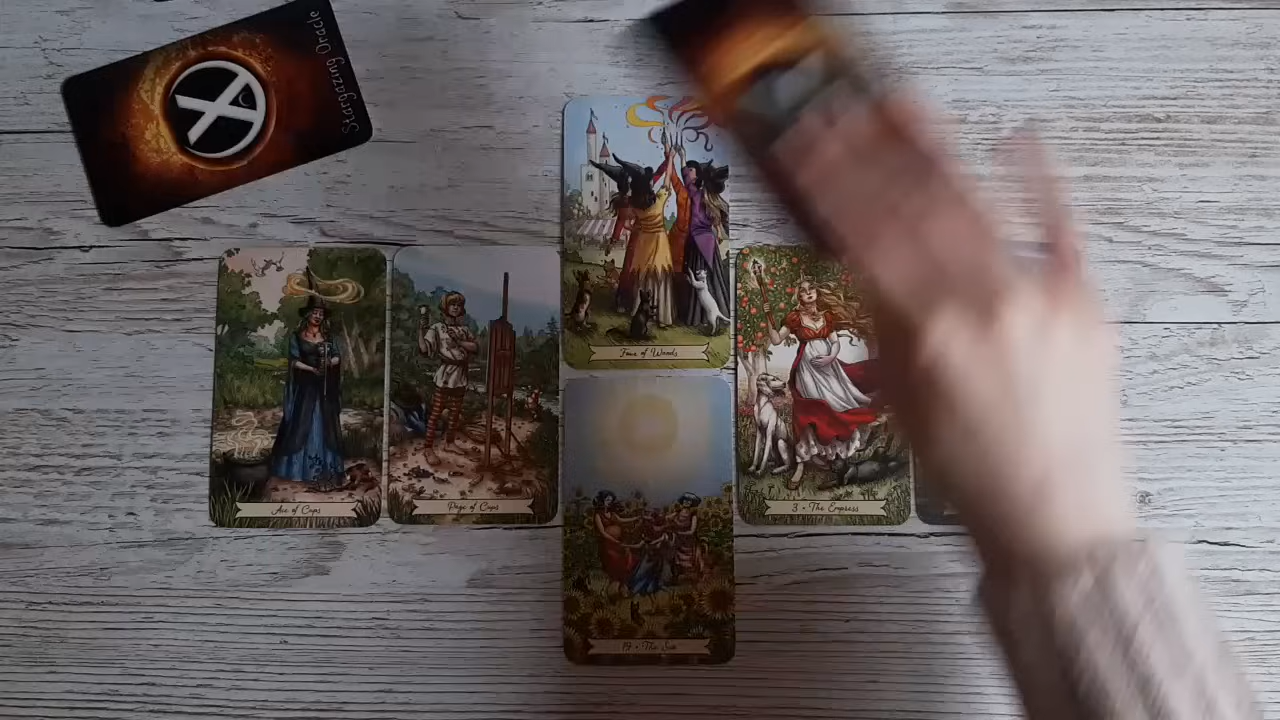 Stargazing Oracle
Four of Wands
Ace of Cups
Page of Cups
3 • The Empress
19 • The Sun